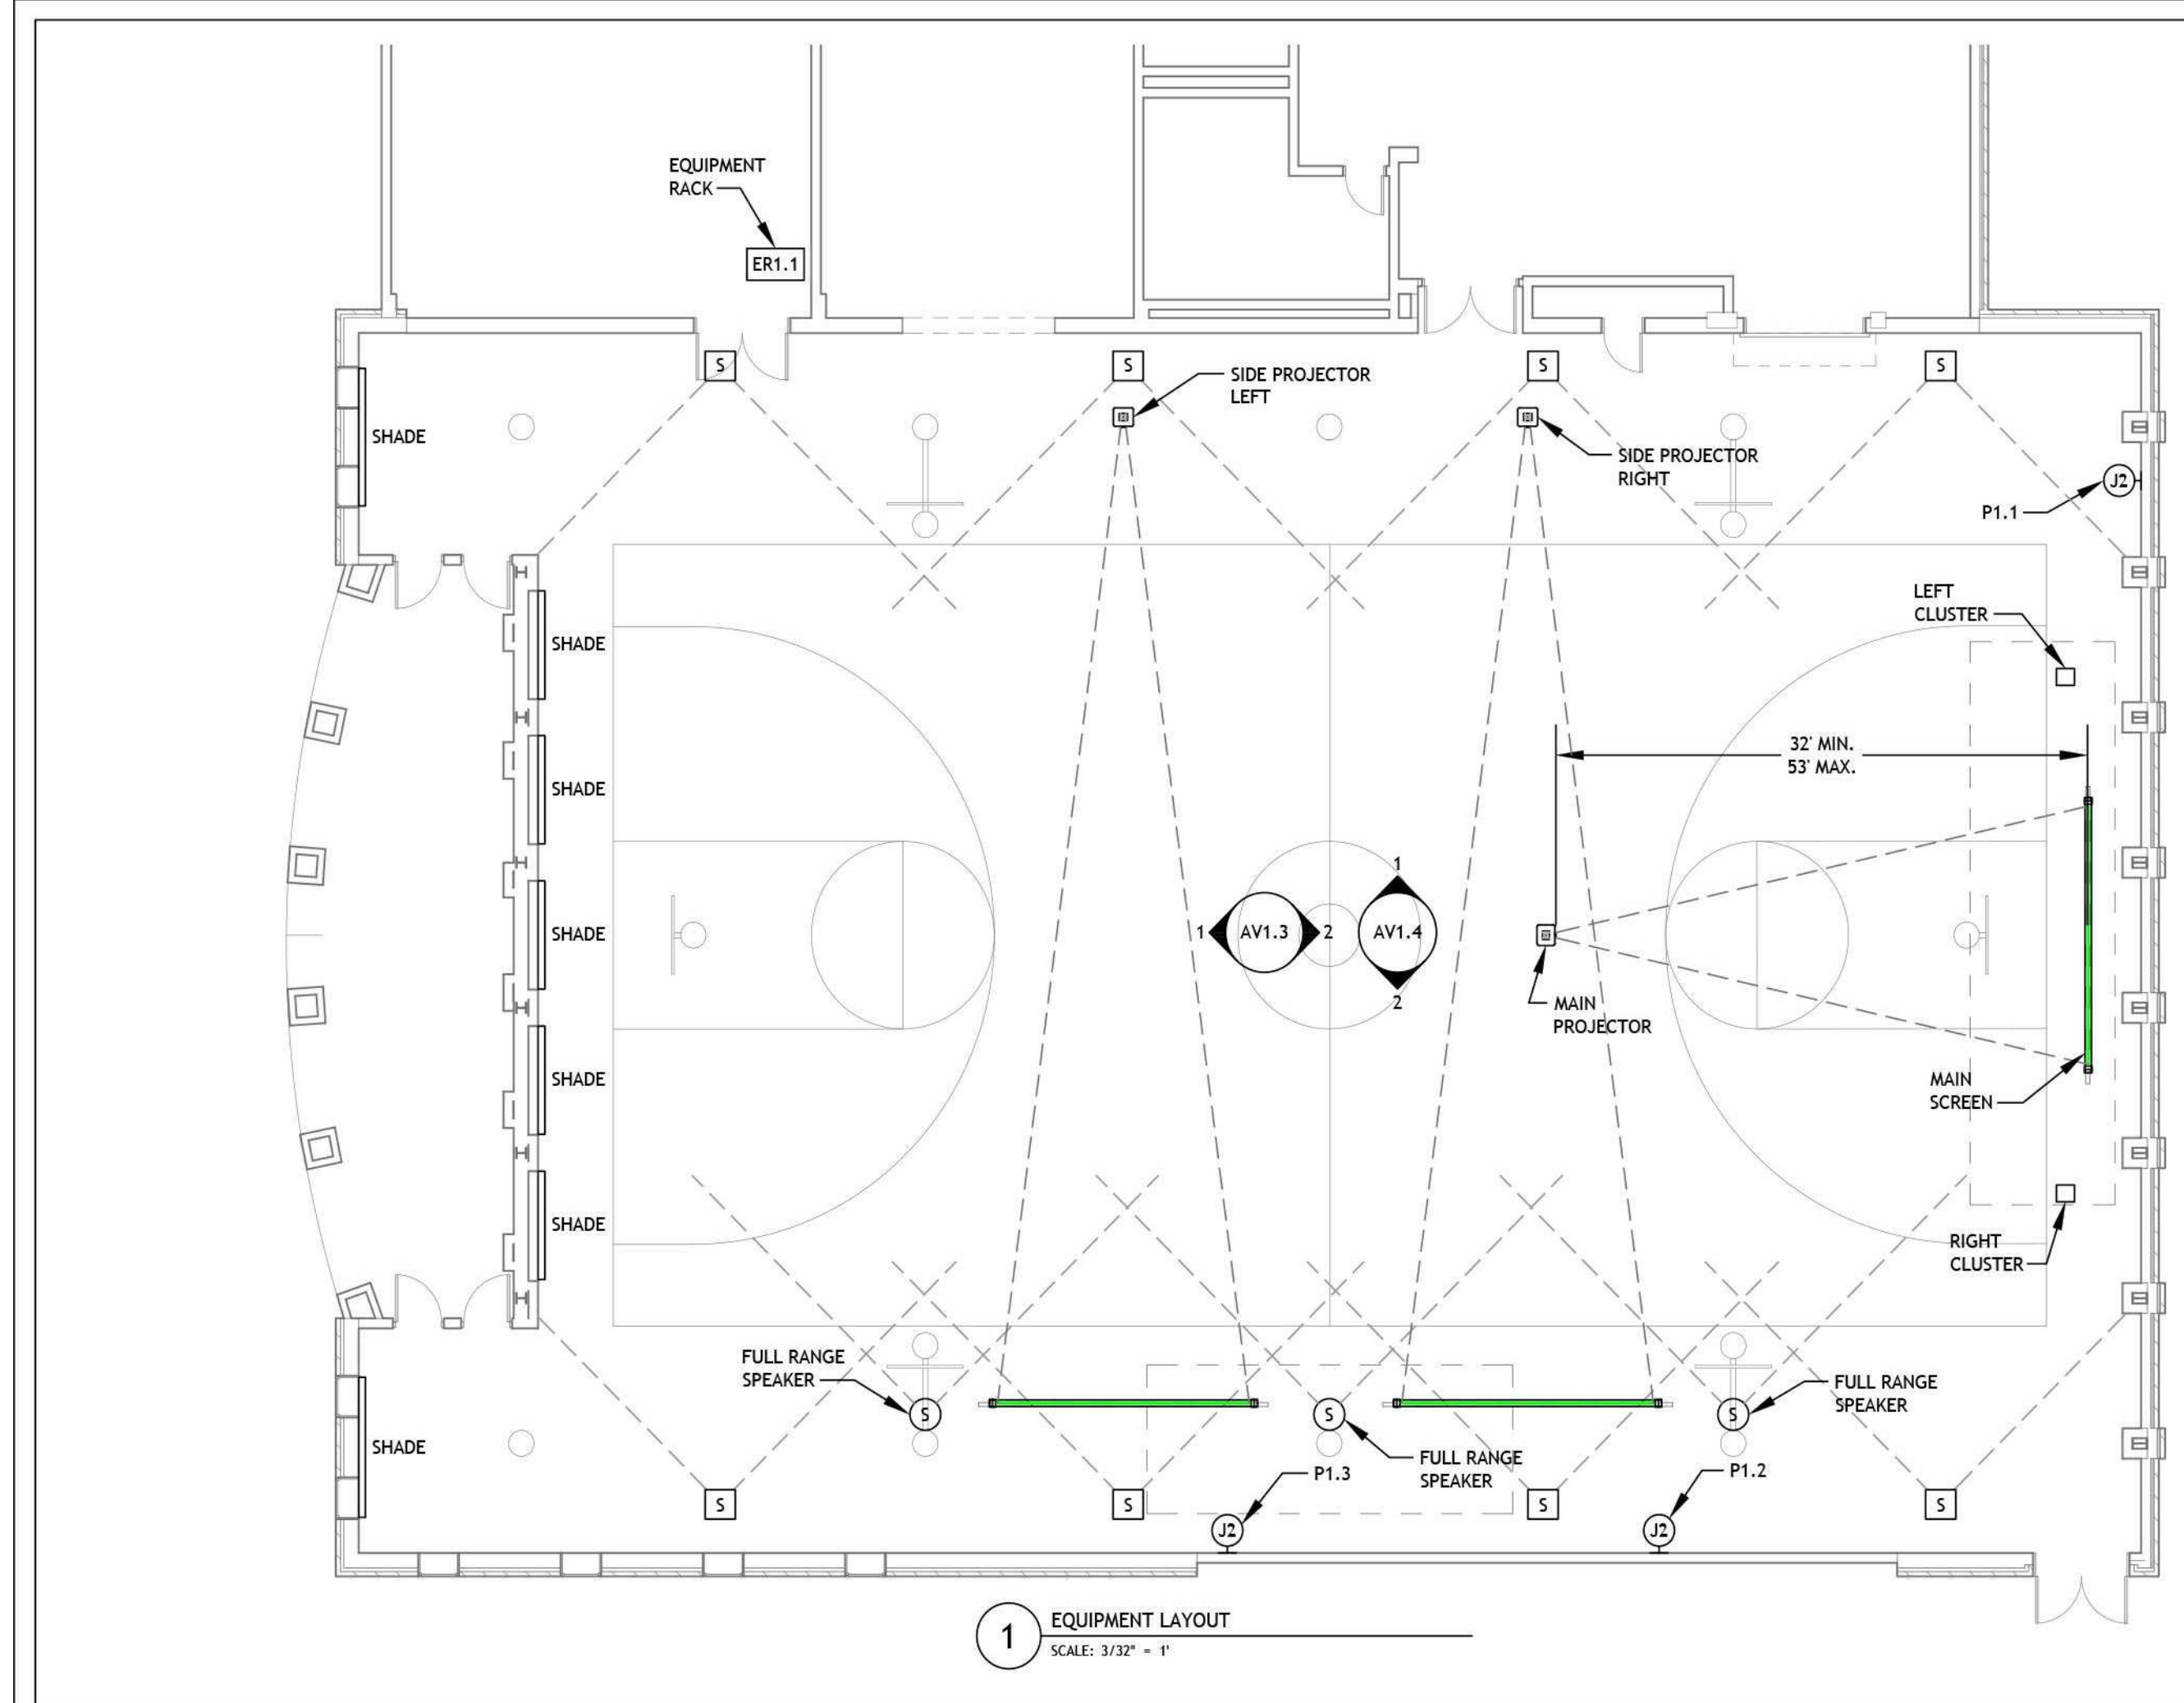 EQUIPMENT
RACK
ER1.1
S
S
S
S
SIDE PROJECTOR
LEFT
SHADE
SIDE PROJECTOR
RIGHT
J2
P1.1
LEFT
CLUSTER
SHADE
32' MIN.
53' MAX.
SHADE
1
1
AV1.3
2
AV1.4
2
SHADE
MAIN
PROJECTOR
SHADE
MAIN
SCREEN
SHADE
RIGHT
CLUSTER
FULL RANGE
SPEAKER
S
S
S
FULL RANGE
SPEAKER
SHADE
FULL RANGE
SPEAKER
P1.3
P1.2
S
S
S
S
J2
J2
1
EQUIPMENT LAYOUT
SCALE: 3/32" = 1'